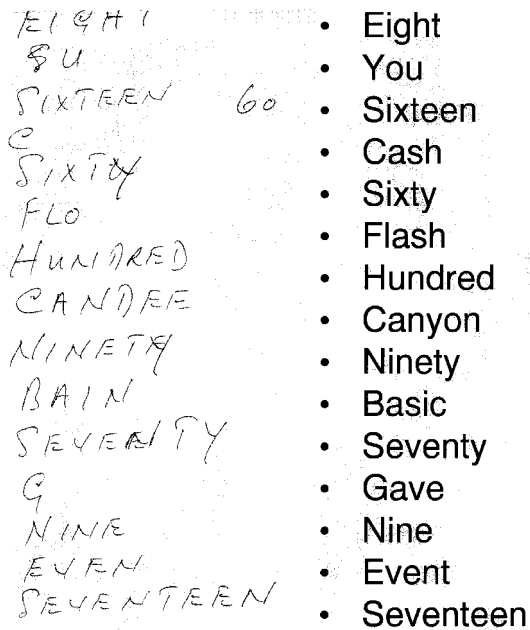 EIGHT • Eight
SU • You
SIXTEEN 60 • Sixteen
C • Cash
SIXTY • Sixty
FLO • Flash
HUNDRED • Hundred
CANDEE • Canyon
NINETY • Ninety
BAIN • Basic
SEVENTY • Seventy
G • Gave
NINE • Nine
EVEN • Event
SEVENTEEN • Seventeen